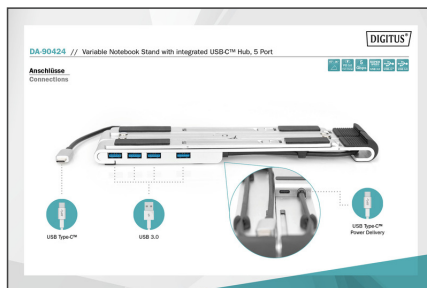 DIGITUS®
DA-90424 // Variable Notebook Stand with integrated USB-C™ Hub, 5 Port
Anschlüsse
Connections
USB Type-C™
USB 3.0
USB Type-C™
Power Delivery